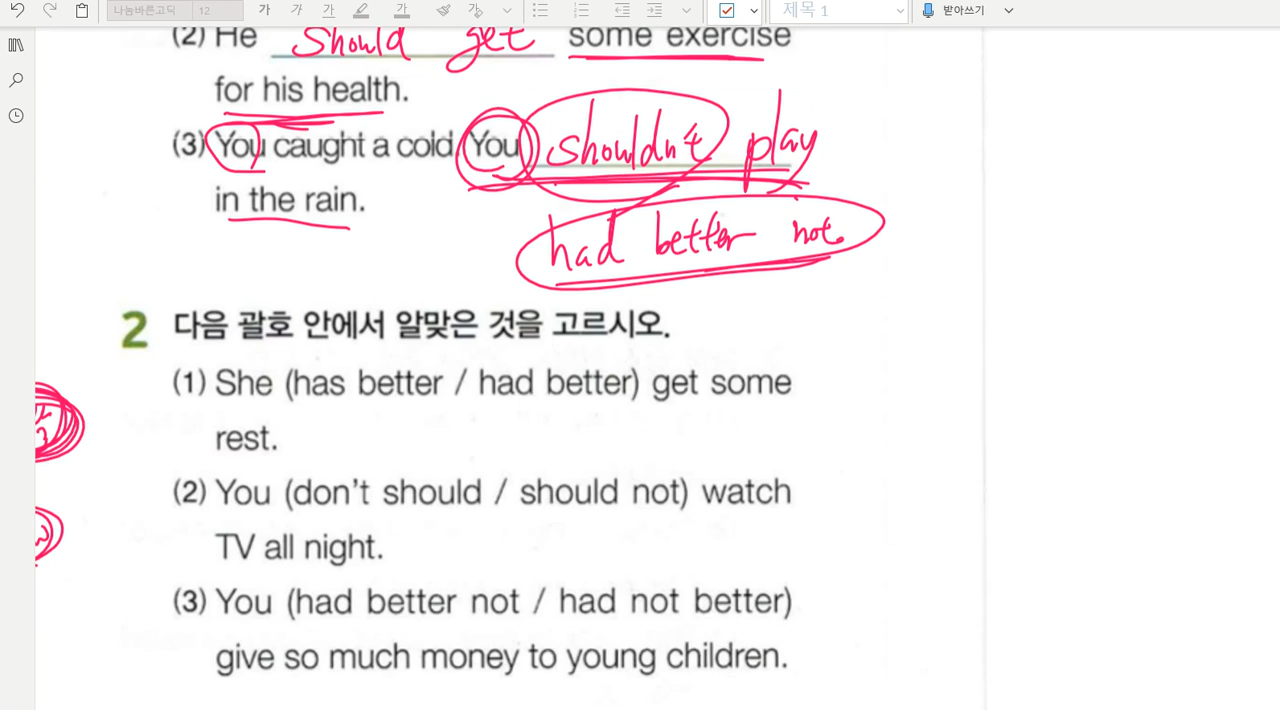 나눔바른고딕 12 가 가 가 가 가 제목 1 받아쓰기
(2) He should get some exercise
for his health.
(3) You caught a cold. You shouldn't play
in the rain.
had better not
2 다음 괄호 안에서 알맞은 것을 고르시오.
(1) She (has better / had better) get some
rest.
(2) You (don't should / should not) watch
TV all night.
(3) You (had better not / had not better)
give so much money to young children.